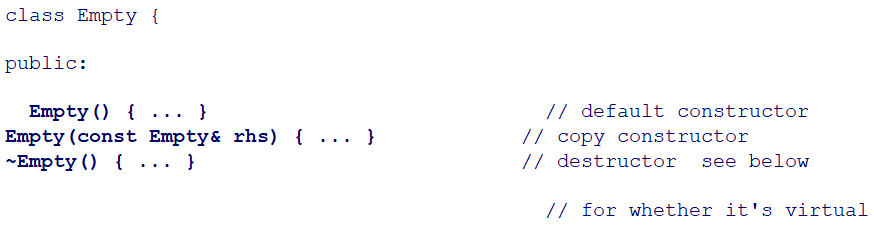 class Empty {
public:
Empty() { ... } // default constructor
Empty(const Empty& rhs) { ... } // copy constructor
~Empty() { ... } // destructor see below
// for whether it's virtual